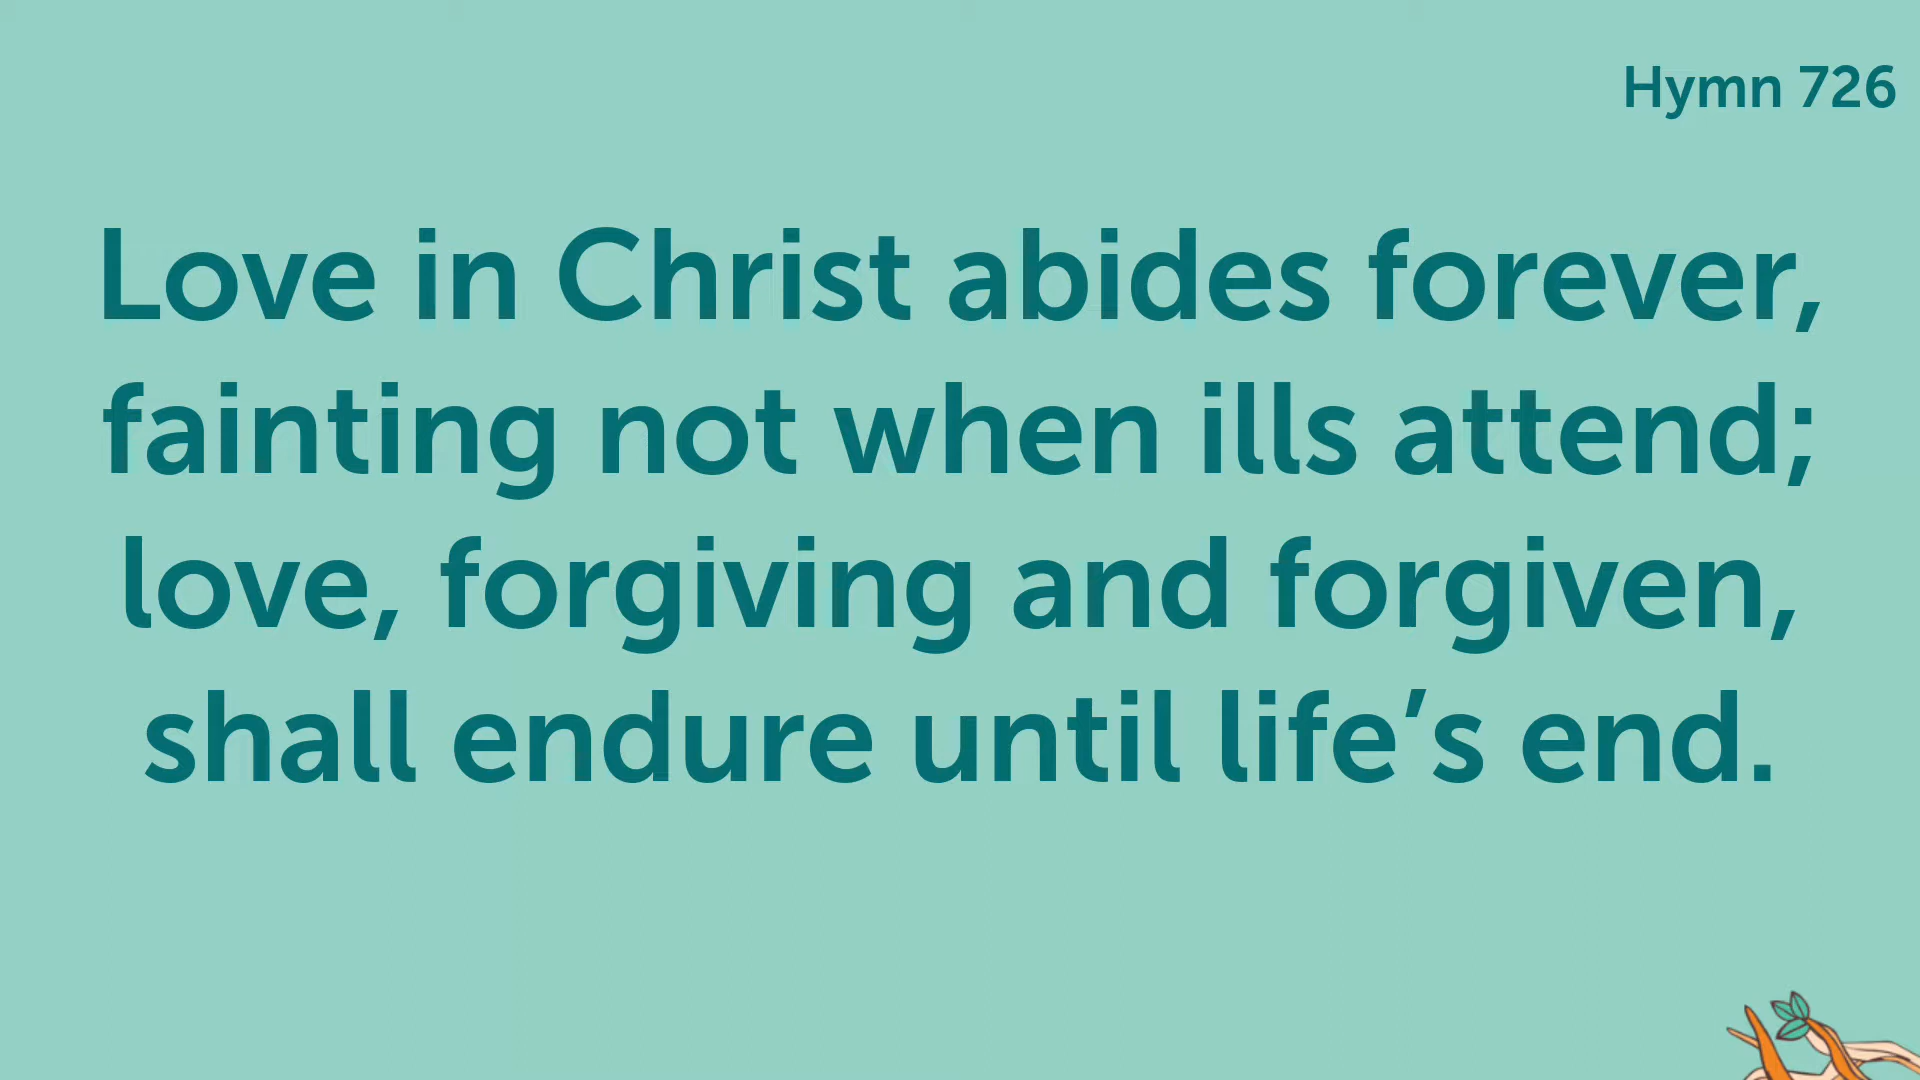 Hymn 726
Love in Christ abides forever,
fainting not when ills attend;
love, forgiving and forgiven,
shall endure until life’s end.